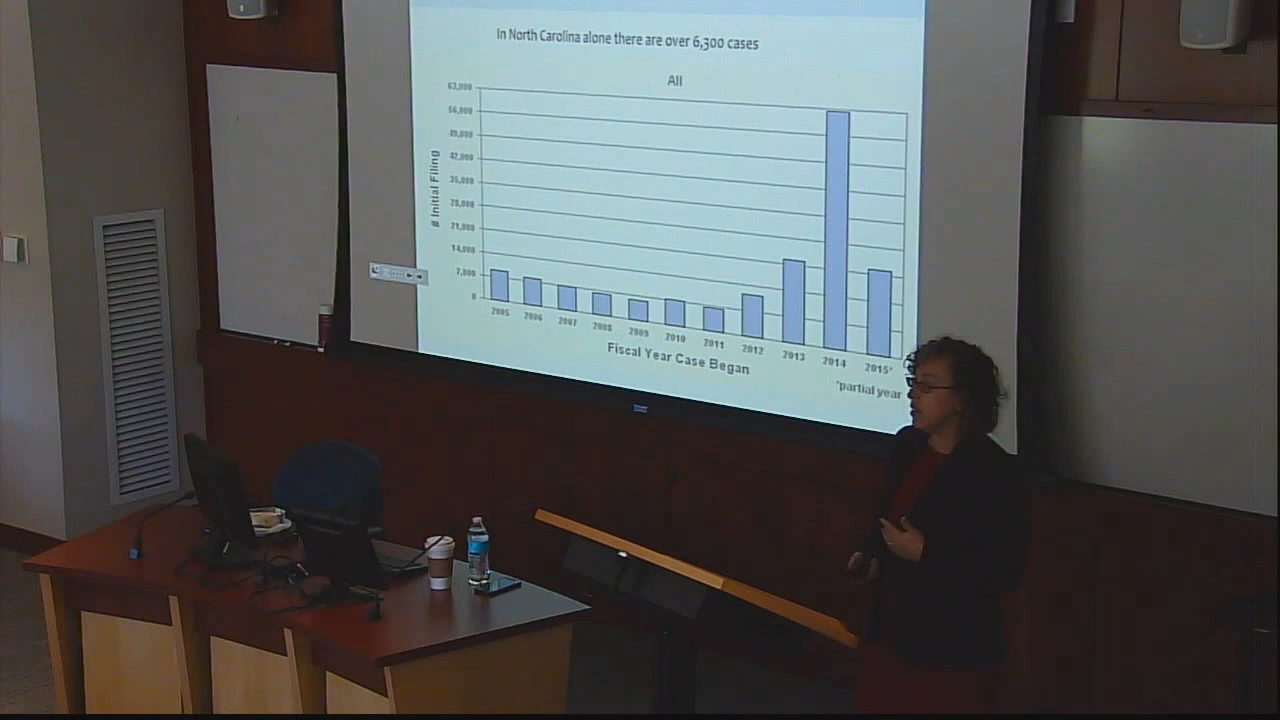 In North Carolina alone there are over 6,300 cases
All
63,000
56,000
49,000
42,000
35,000
28,000
21,000
14,000
7,000
0
# Initial Filing
2005 2006 2007 2008 2009 2010 2011 2012 2013 2014 2015*
Fiscal Year Case Began
*partial year